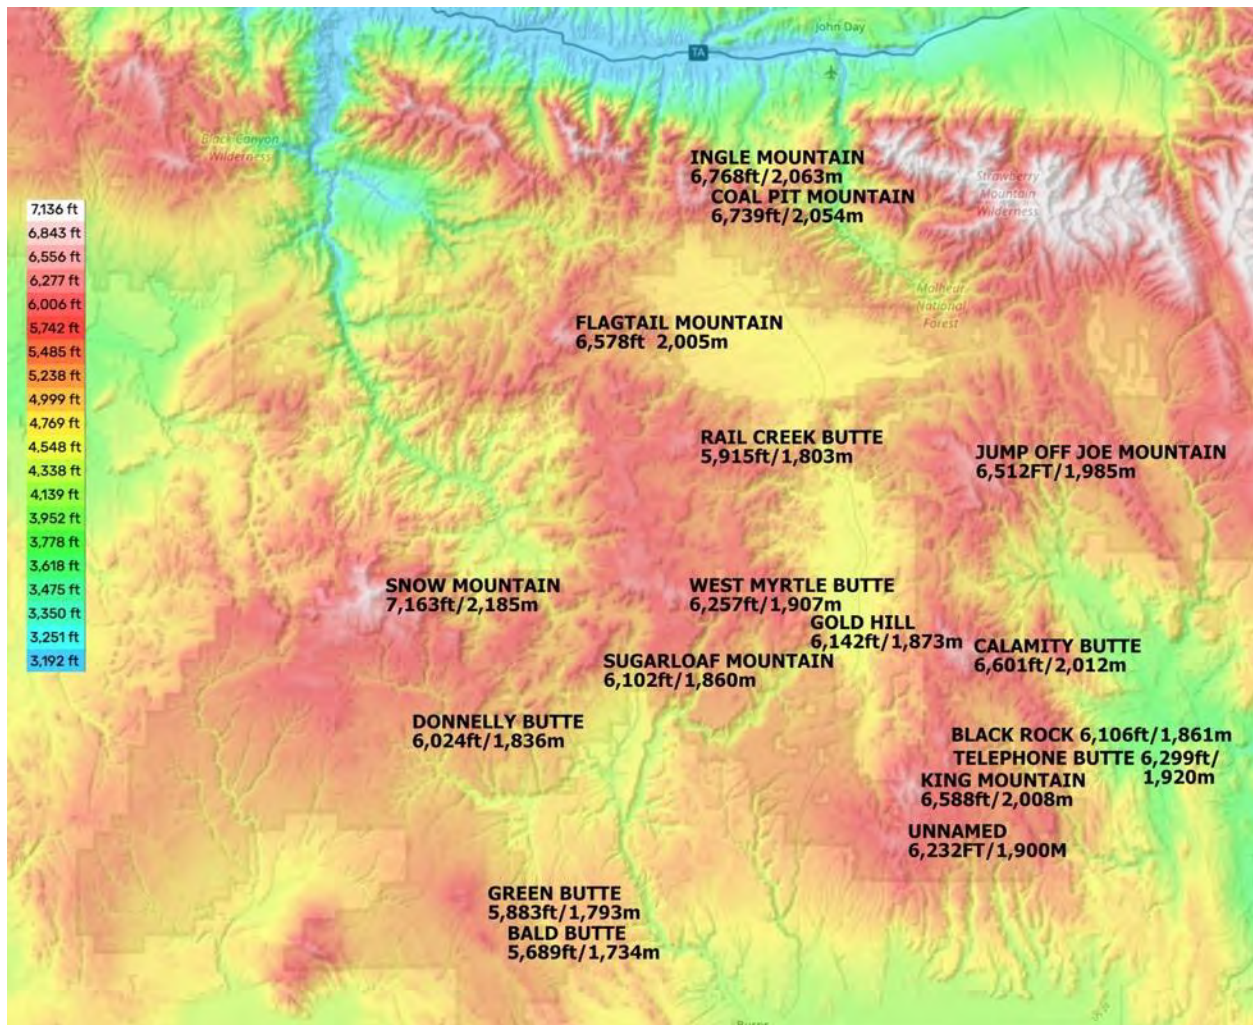 John Day
TA
Black Canyon
Wilderness
INGLE MOUNTAIN
6,768ft/2,063m
COAL PIT MOUNTAIN
6,739ft/2,054m
Strawberry
Mountain
Wilderness
7,136 ft
6,843 ft
6,556 ft
6,277 ft
6,006 ft
5,742 ft
5,485 ft
5,238 ft
4,999 ft
4,769 ft
4,548 ft
4,338 ft
4,139 ft
3,952 ft
3,778 ft
3,618 ft
3,475 ft
3,350 ft
3,251 ft
3,192 ft
Malheur
National
Forest
FLAGTAIL MOUNTAIN
6,578ft 2,005m
RAIL CREEK BUTTE
5,915ft/1,803m
JUMP OFF JOE MOUNTAIN
6,512FT/1,985m
SNOW MOUNTAIN
7,163ft/2,185m
WEST MYRTLE BUTTE
6,257ft/1,907m
GOLD HILL
6,142ft/1,873m
CALAMITY BUTTE
6,601ft/2,012m
SUGARLOAF MOUNTAIN
6,102ft/1,860m
DONNELLY BUTTE
6,024ft/1,836m
BLACK ROCK 6,106ft/1,861m
TELEPHONE BUTTE 6,299ft/
1,920m
KING MOUNTAIN
6,588ft/2,008m
UNNAMED
6,232FT/1,900M
GREEN BUTTE
5,883ft/1,793m
BALD BUTTE
5,689ft/1,734m
Burns